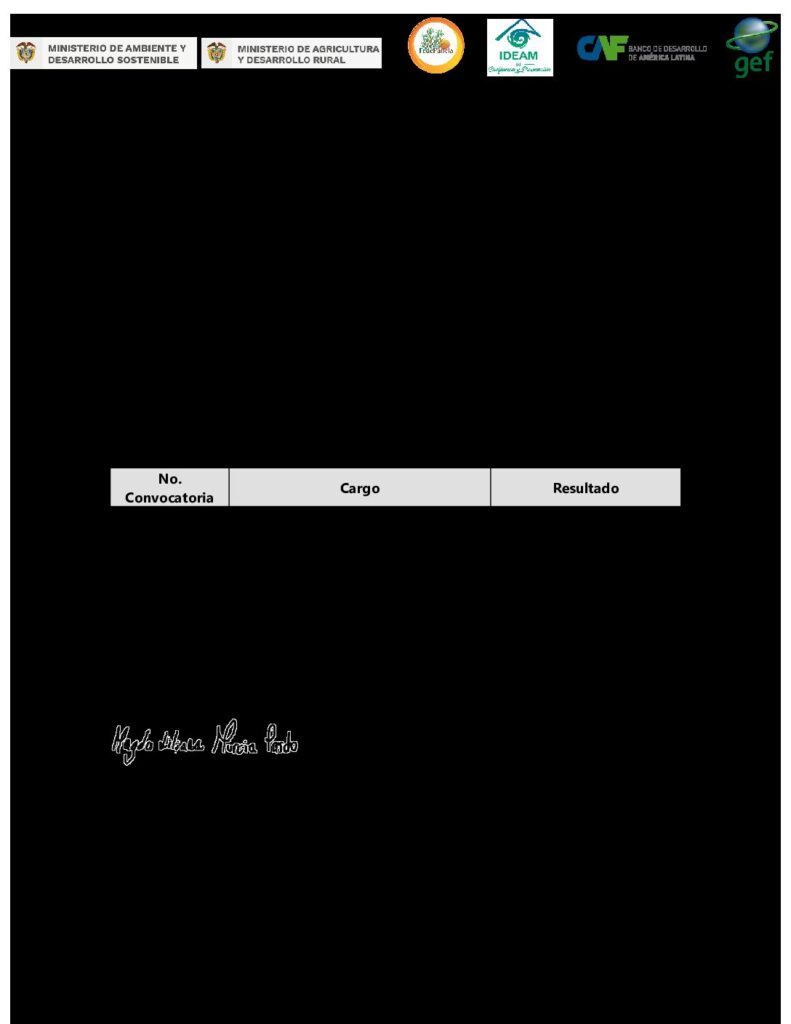 MINISTERIO DE AMBIENTE Y
DESARROLLO SOSTENIBLE
MINISTERIO DE AGRICULTURA
Y DESARROLLO RURAL
FedePalma
IDEAM
CAF BANCO DE DESARROLLO
DE AMÉRICA LATINA
gef
No.
Convocatoria
Cargo
Resultado
Magda Liliana Murcia Pardo